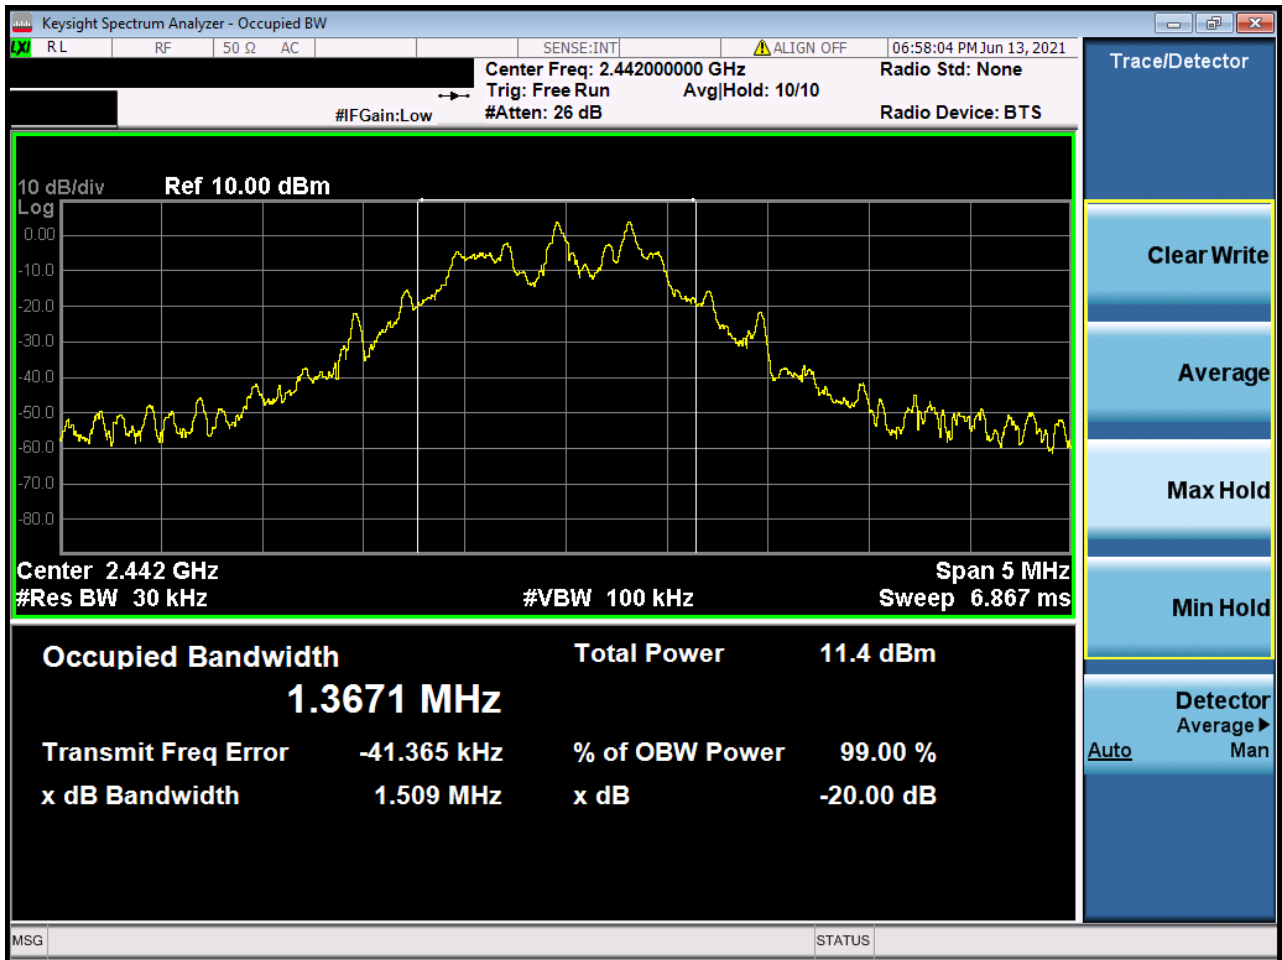 Keysight Spectrum Analyzer - Occupied BW
LXI RL RF 50 Ω AC SENSE:INT ALIGN OFF 06:58:04 PM Jun 13, 2021
Center Freq: 2.442000000 GHz Radio Std: None
Trig: Free Run Avg|Hold: 10/10
#IFGain:Low #Atten: 26 dB Radio Device: BTS
10 dB/div Ref 10.00 dBm
Log
0.00
-10.0
-20.0
-30.0
-40.0
-50.0
-60.0
-70.0
-80.0
Center 2.442 GHz Span 5 MHz
#Res BW 30 kHz #VBW 100 kHz Sweep 6.867 ms
Occupied Bandwidth Total Power 11.4 dBm
1.3671 MHz
Transmit Freq Error -41.365 kHz % of OBW Power 99.00 %
x dB Bandwidth 1.509 MHz x dB -20.00 dB
MSG STATUS
Trace/Detector
Clear Write
Average
Max Hold
Min Hold
Detector
Average
Auto Man